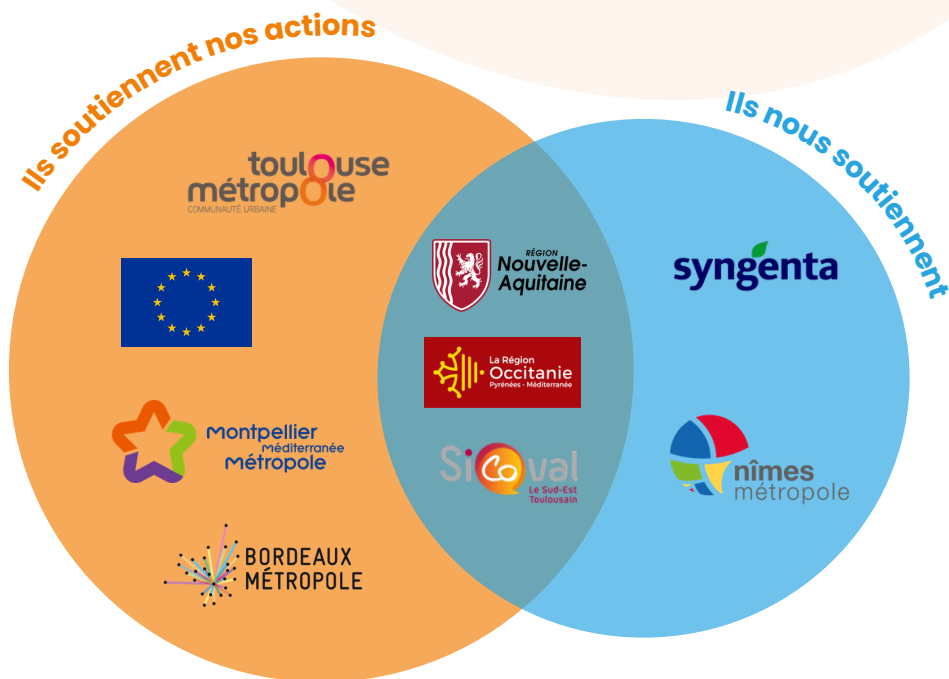 Ils soutiennent nos actions
Ils nous soutiennent
toulouse
métropole
COMMUNAUTÉ URBAINE
RÉGION
Nouvelle-
Aquitaine
syngenta
La Région
Occitanie
Pyrénées - Méditerranée
montpellier
méditerranée
métropole
Sicoval
Le Sud-Est
Toulousain
nîmes
métropole
BORDEAUX
MÉTROPOLE